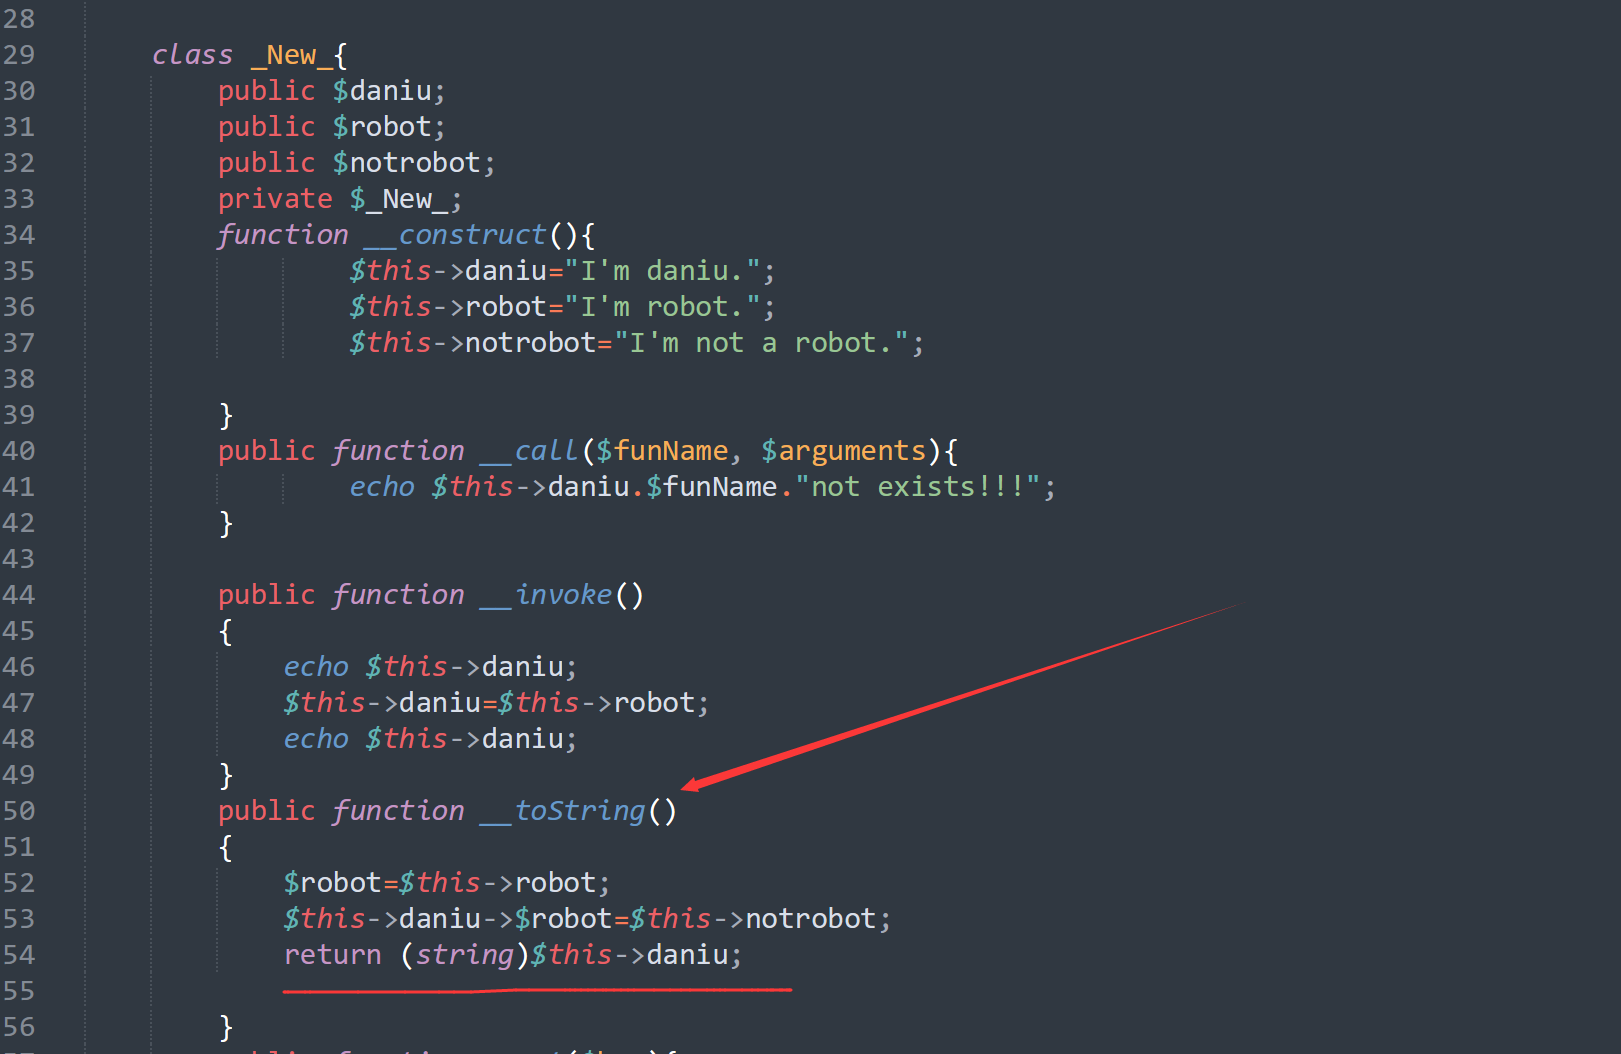 28
29 class _New_{
30 public $daniu;
31 public $robot;
32 public $notrobot;
33 private $_New_;
34 function __construct(){
35 $this->daniu="I'm daniu.";
36 $this->robot="I'm robot.";
37 $this->notrobot="I'm not a robot.";
38
39 }
40 public function __call($funName, $arguments){
41 echo $this->daniu.$funName."not exists!!!";
42 }
43
44 public function __invoke()
45 {
46 echo $this->daniu;
47 $this->daniu=$this->robot;
48 echo $this->daniu;
49 }
50 public function __toString()
51 {
52 $robot=$this->robot;
53 $this->daniu->$robot=$this->notrobot;
54 return (string)$this->daniu;
55
56 }